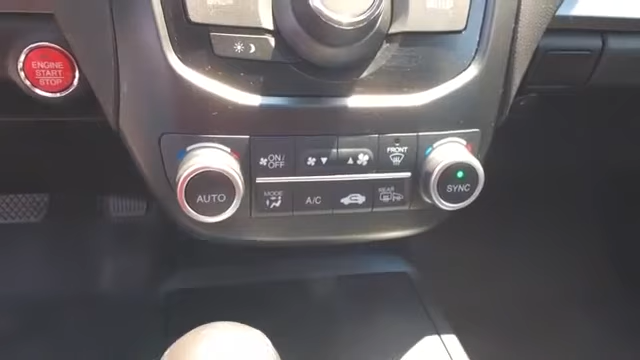 ENGINE
START
STOP
ON/
OFF
FRONT
AUTO
MODE
A/C
REAR
SYNC